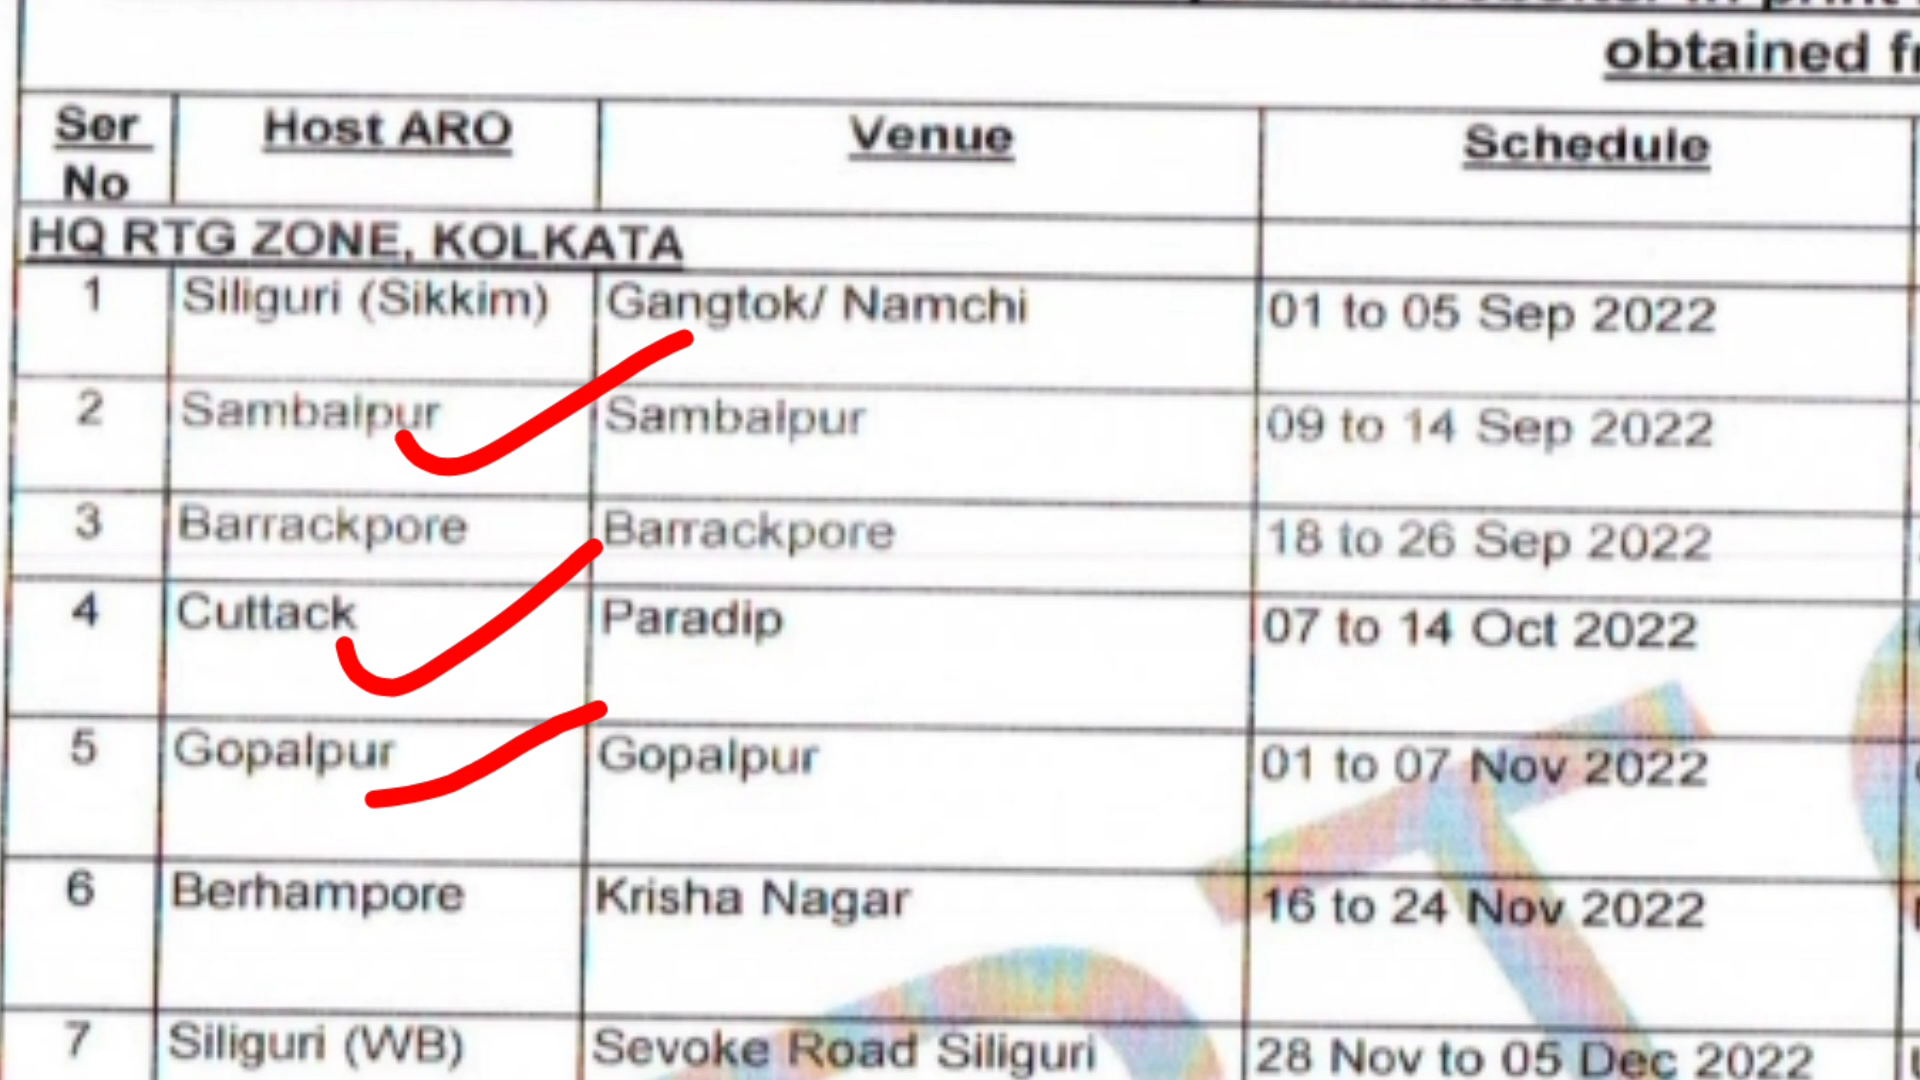 obtained
Ser No Host ARO Venue Schedule
HQ RTG ZONE, KOLKATA
1 Siliguri (Sikkim) Gangtok/ Namchi 01 to 05 Sep 2022
2 Sambalpur Sambalpur 09 to 14 Sep 2022
3 Barrackpore Barrackpore 18 to 26 Sep 2022
4 Cuttack Paradip 07 to 14 Oct 2022
5 Gopalpur Gopalpur 01 to 07 Nov 2022
6 Berhampore Krisha Nagar 16 to 24 Nov 2022
7 Siliguri (WB) Sevoke Road Siliguri 28 Nov to 05 Dec 2022